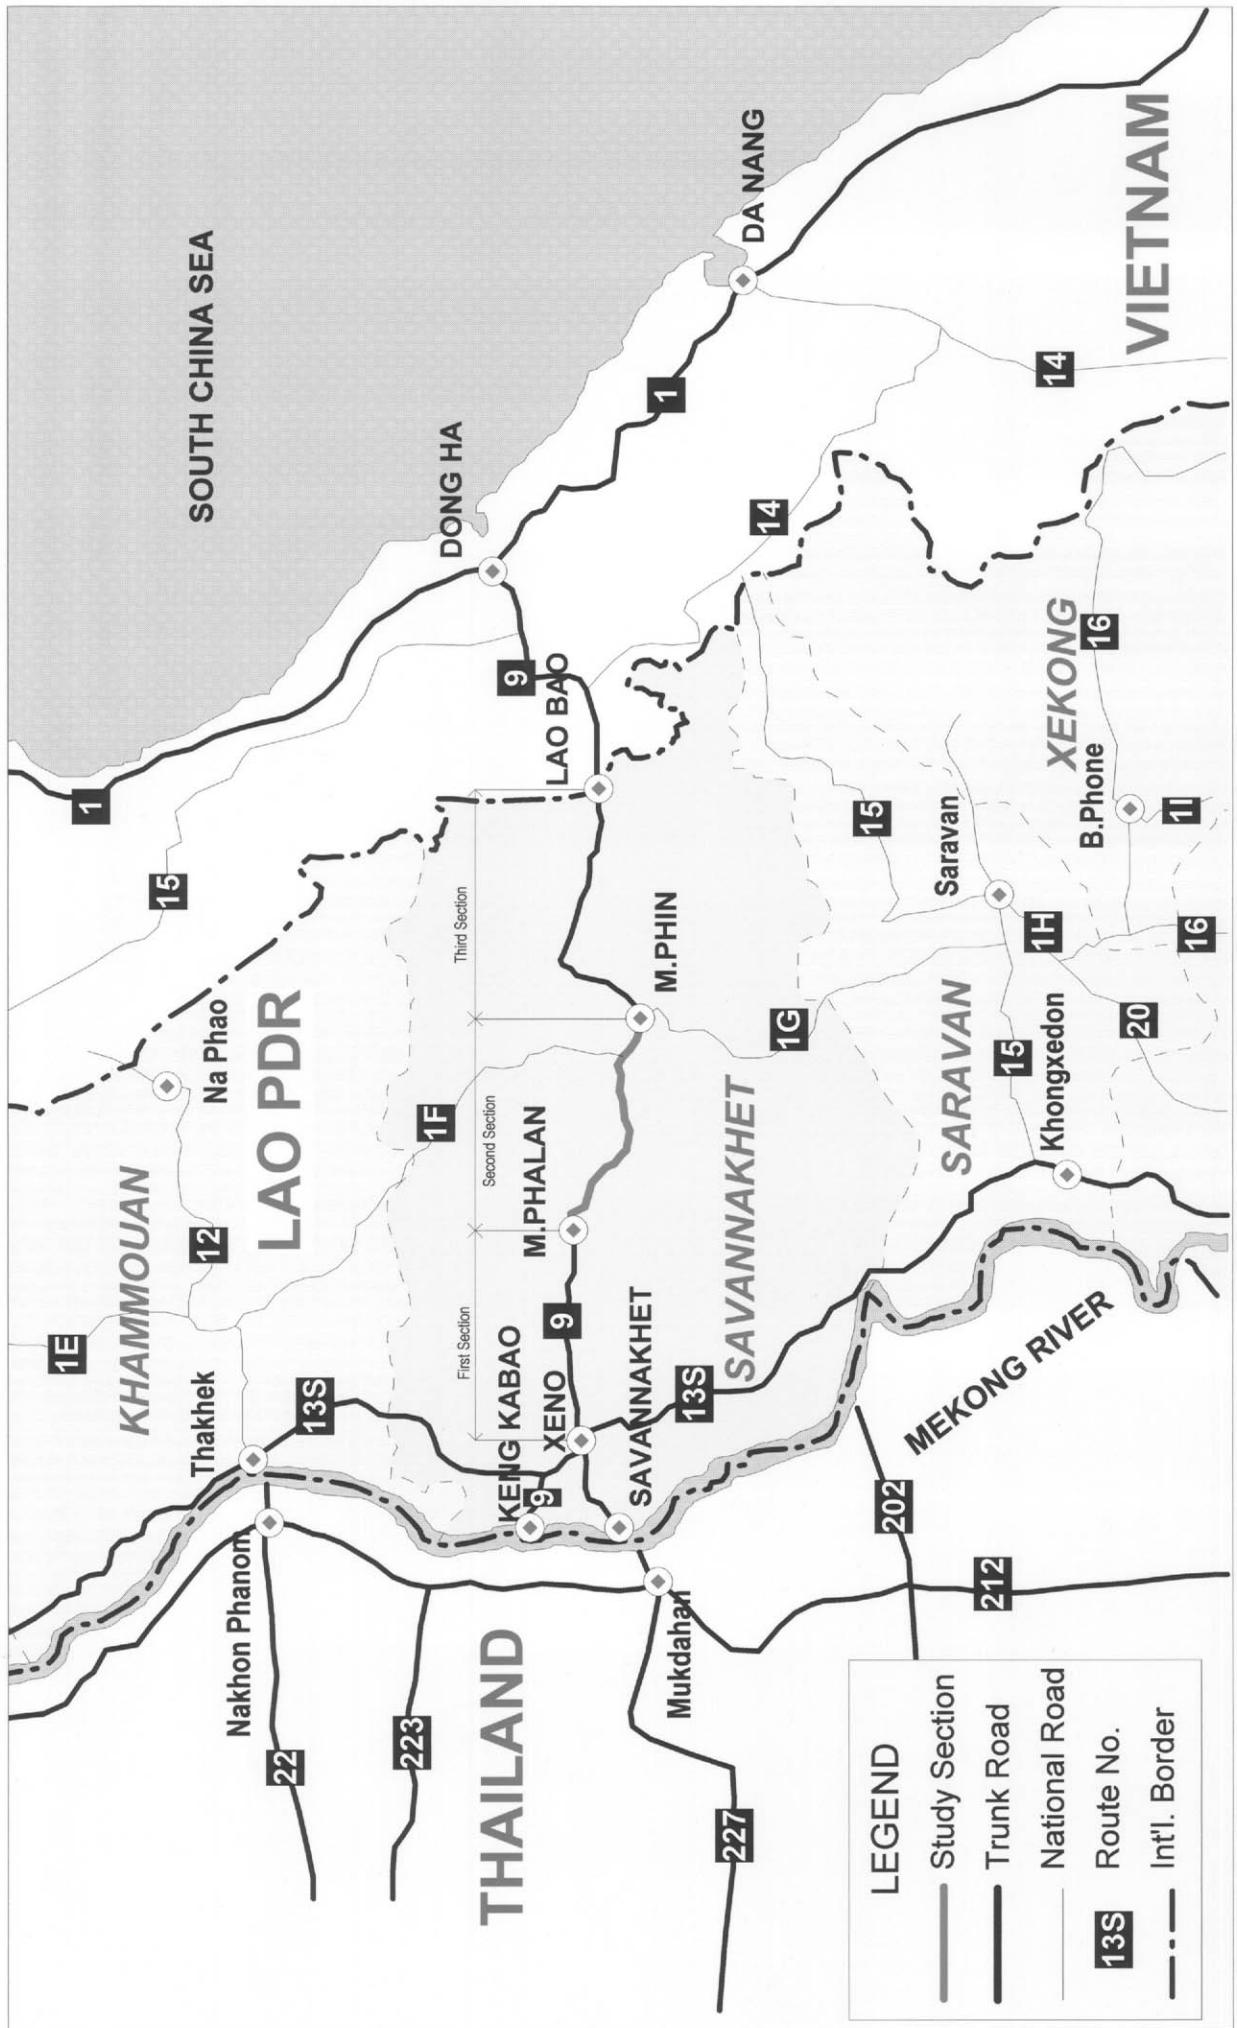 SOUTH CHINA SEA
1
15
Na Phao
LAO PDR
KHAMMOUAN
12
1E
Thakhek
13S
Nakhon Phanom
22
223
THAILAND
DONG HA
9
LAO BAO
Third Section
Second Section
First Section
1F
M.PHALAN
9
KENG KABAO
XENO
9
SAVANNAKHET
M.PHIN
13S
SAVANNAKHET
Mukdahan
227
DA NANG
1
14
14
VIETNAM
15
1G
Saravan
1H
XEKONG
16
B.Phone
1I
16
20
15
SARAVAN
Khongxedon
MEKONG RIVER
202
212
LEGEND
Study Section
Trunk Road
National Road
13S Route No.
Int'l. Border